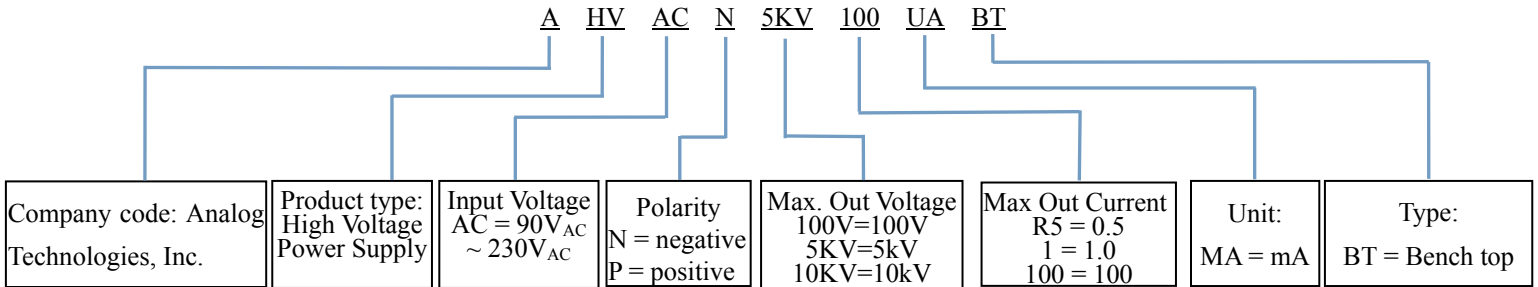 A HV AC N 5KV 100 UA BT
Company code: Analog
Technologies, Inc.
Product type:
High Voltage
Power Supply
Input Voltage
AC = 90VAC
~ 230VAC
Polarity
N = negative
P = positive
Max. Out Voltage
100V=100V
5KV=5kV
10KV=10kV
Max Out Current
R5 = 0.5
1 = 1.0
100 = 100
Unit:
MA = mA
Type:
BT = Bench top